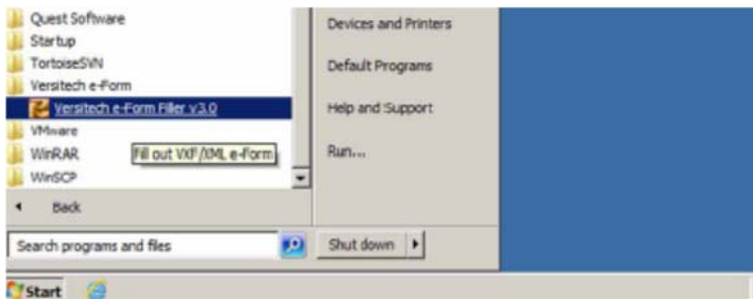 Quest Software
Startup
TortoiseSVN
Versitech e-Form
Versitech e-Form Filler v3.0
VMware
WinRAR
Fill out VXF/XML e-Form
WinSCP
Back
Search programs and files
Devices and Printers
Default Programs
Help and Support
Run...
Shut down
Start